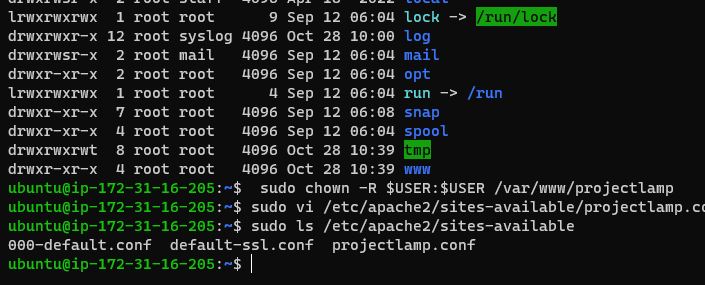 drwxrwsr-x  2 root staff  4096 Apr 18  2022 local
lrwxrwxrwx  1 root root      9 Sep 12 06:04 lock -> /run/lock
drwxrwxr-x 12 root syslog 4096 Oct 28 10:00 log
drwxrwsr-x  2 root mail   4096 Sep 12 06:04 mail
drwxr-xr-x  2 root root   4096 Sep 12 06:04 opt
lrwxrwxrwx  1 root root      4 Sep 12 06:04 run -> /run
drwxr-xr-x  7 root root   4096 Sep 12 06:08 snap
drwxr-xr-x  4 root root   4096 Sep 12 06:04 spool
drwxrwxrwt  8 root root   4096 Oct 28 10:39 tmp
drwxr-xr-x  4 root root   4096 Oct 28 10:39 www
ubuntu@ip-172-31-16-205:~$  sudo chown -R $USER:$USER /var/www/projectlamp
ubuntu@ip-172-31-16-205:~$ sudo vi /etc/apache2/sites-available/projectlamp.co
ubuntu@ip-172-31-16-205:~$ sudo ls /etc/apache2/sites-available
000-default.conf  default-ssl.conf  projectlamp.conf
ubuntu@ip-172-31-16-205:~$